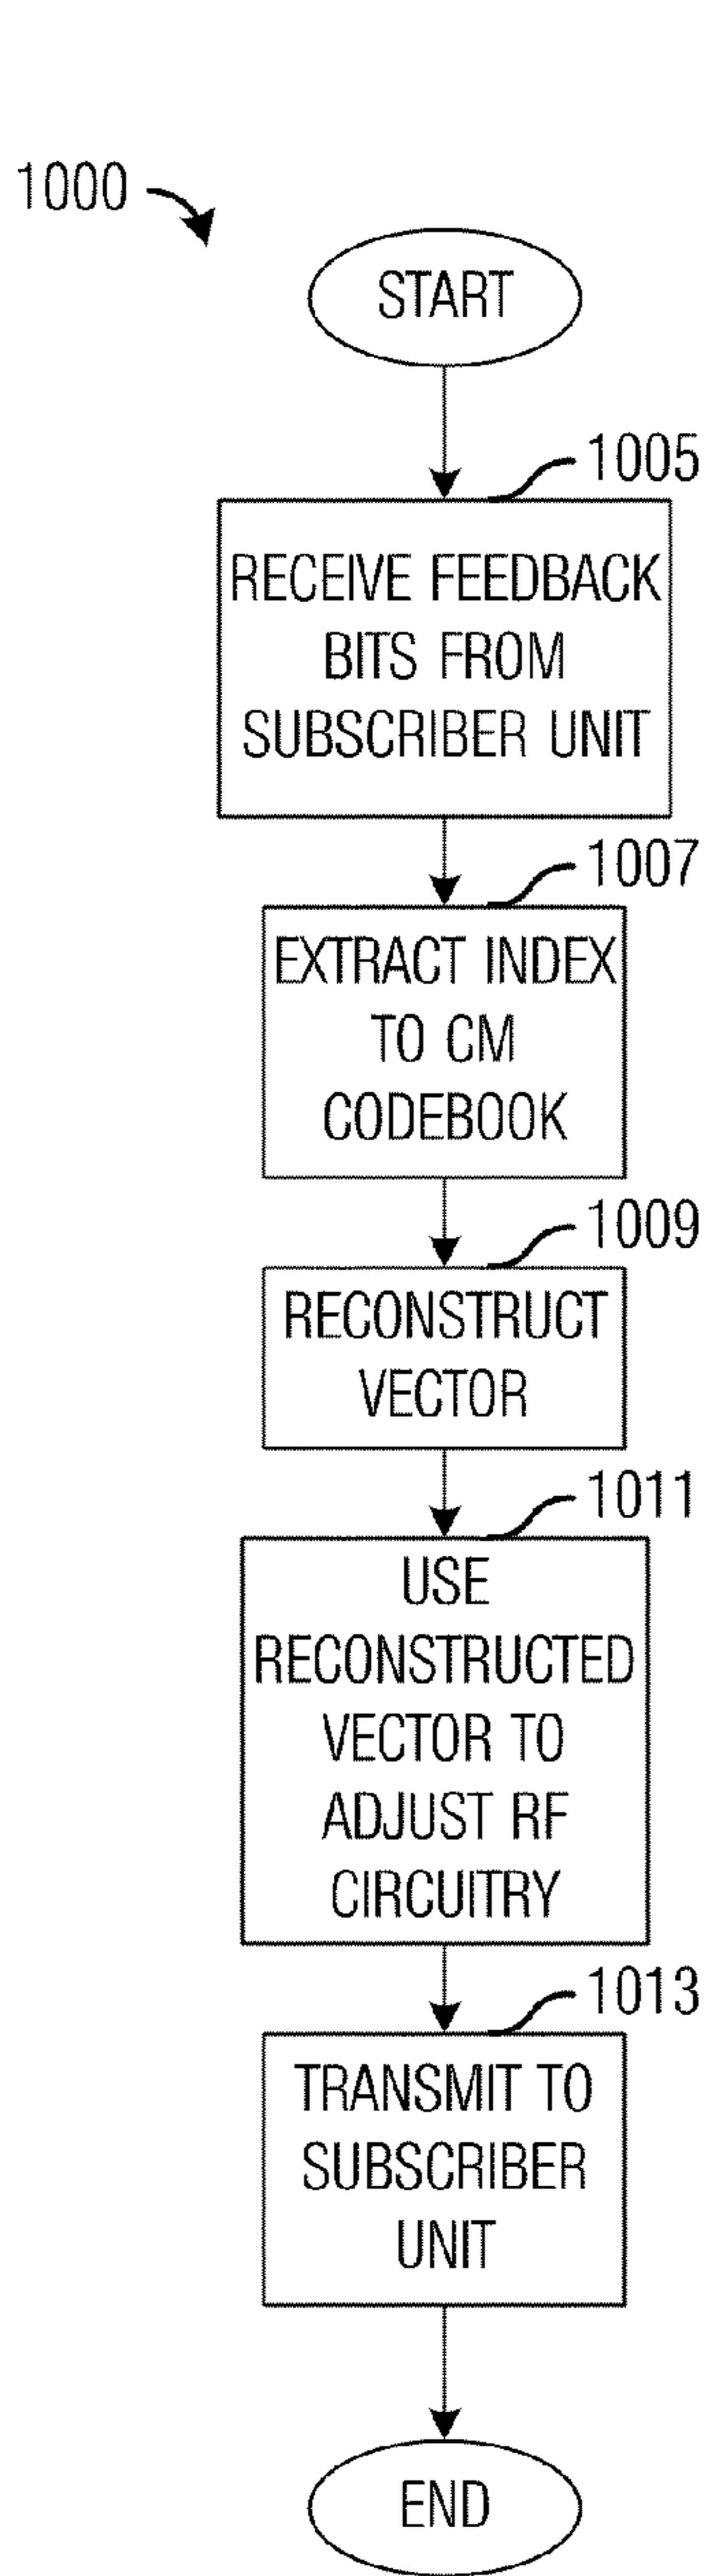 1000
START
1005
RECEIVE FEEDBACK
BITS FROM
SUBSCRIBER UNIT
1007
EXTRACT INDEX
TO CM
CODEBOOK
1009
RECONSTRUCT
VECTOR
1011
USE
RECONSTRUCTED
VECTOR TO
ADJUST RF
CIRCUITRY
1013
TRANSMIT TO
SUBSCRIBER
UNIT
END